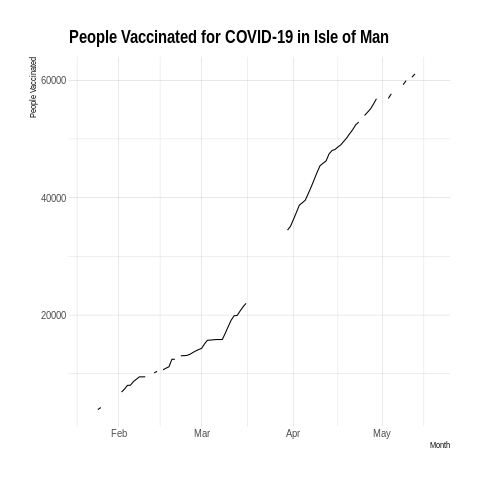 People Vaccinated for COVID-19 in Isle of Man
People Vaccinated
60000
40000
20000
Feb Mar Apr May
Month